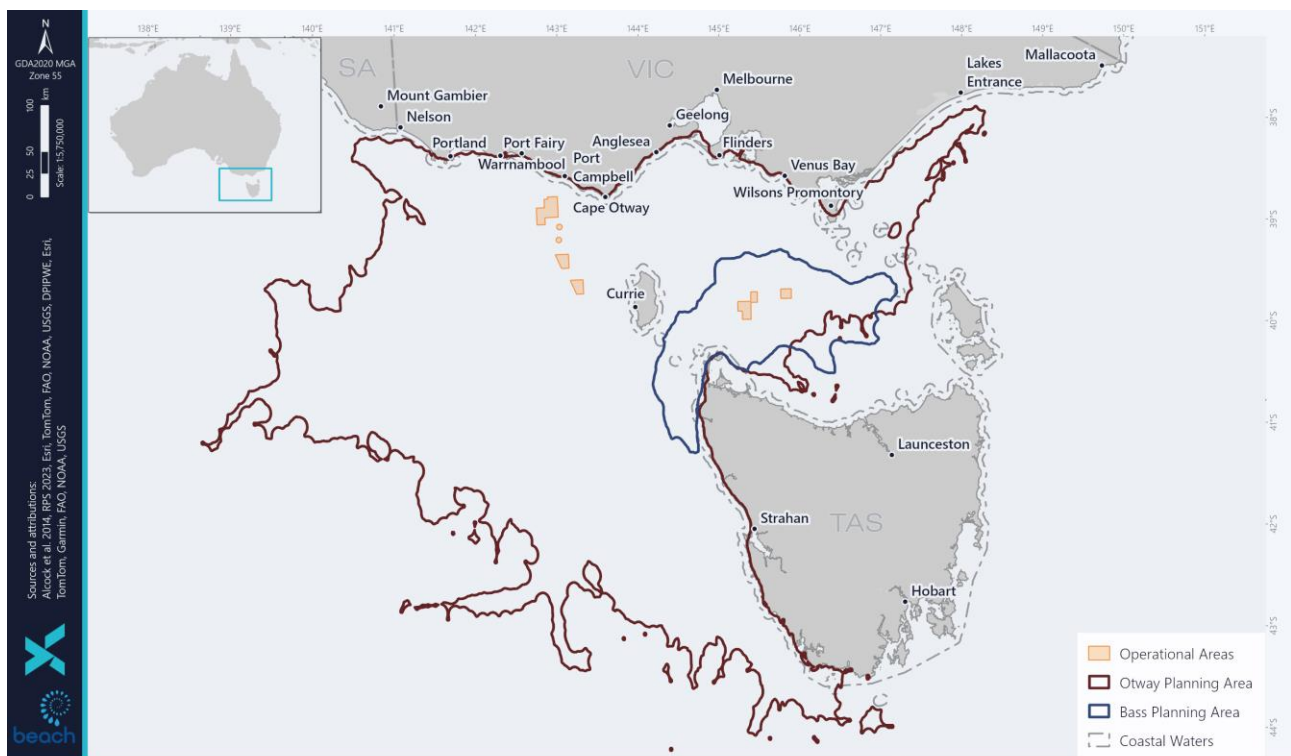 N
GDA2020 MGA
Zone 55
0 25 50 100
km
Scale: 1:5,750,000
Sources and attributions:
Alcock et al. 2014, RPS 2023, Esri, TomTom, FAO, NOAA, USGS, DPIPWE, Esri,
TomTom, Garmin, FAO, NOAA, USGS
beach
138°E 139°E 140°E 141°E 142°E 143°E 144°E 145°E 146°E 147°E 148°E 149°E 150°E 151°E
SA
VIC
Mallacoota
Lakes
Entrance
Melbourne
Mount Gambier
Nelson
Geelong
Portland
Port Fairy
Anglesea
Flinders
Warrnambool
Port
Campbell
Venus Bay
Cape Otway
Wilsons Promontory
Currie
Launceston
Strahan
TAS
Hobart
38°S
39°S
40°S
41°S
42°S
43°S
44°S
Operational Areas
Otway Planning Area
Bass Planning Area
Coastal Waters